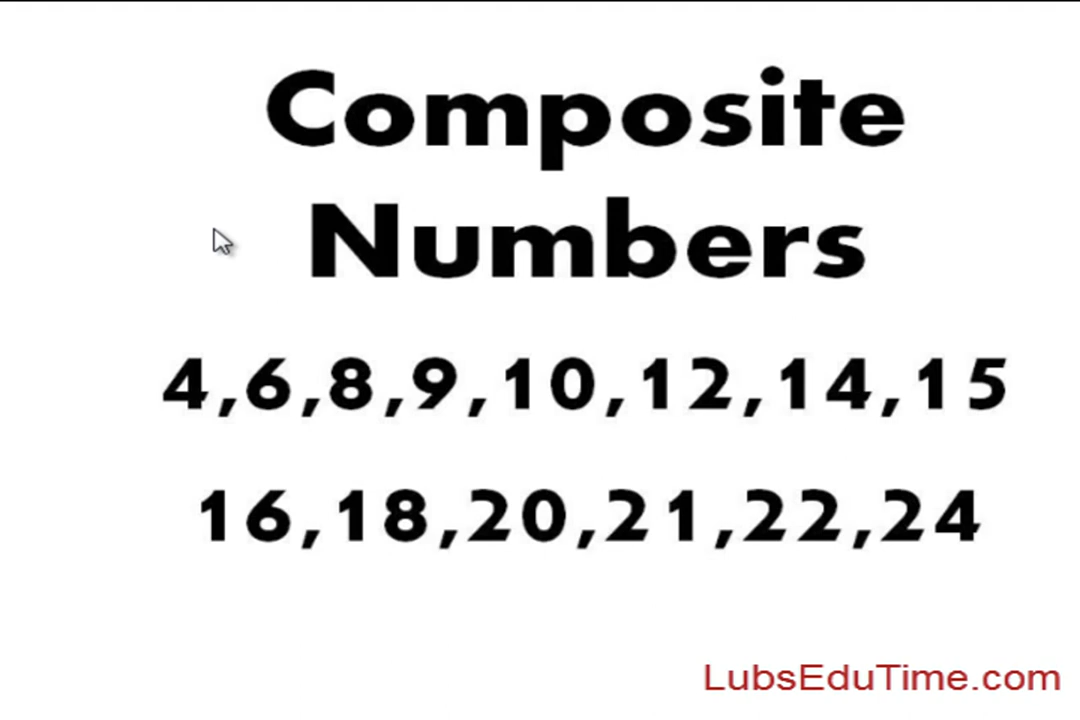 Composite
Numbers
4,6,8,9,10,12,14,15
16,18,20,21,22,24
LubsEduTime.com